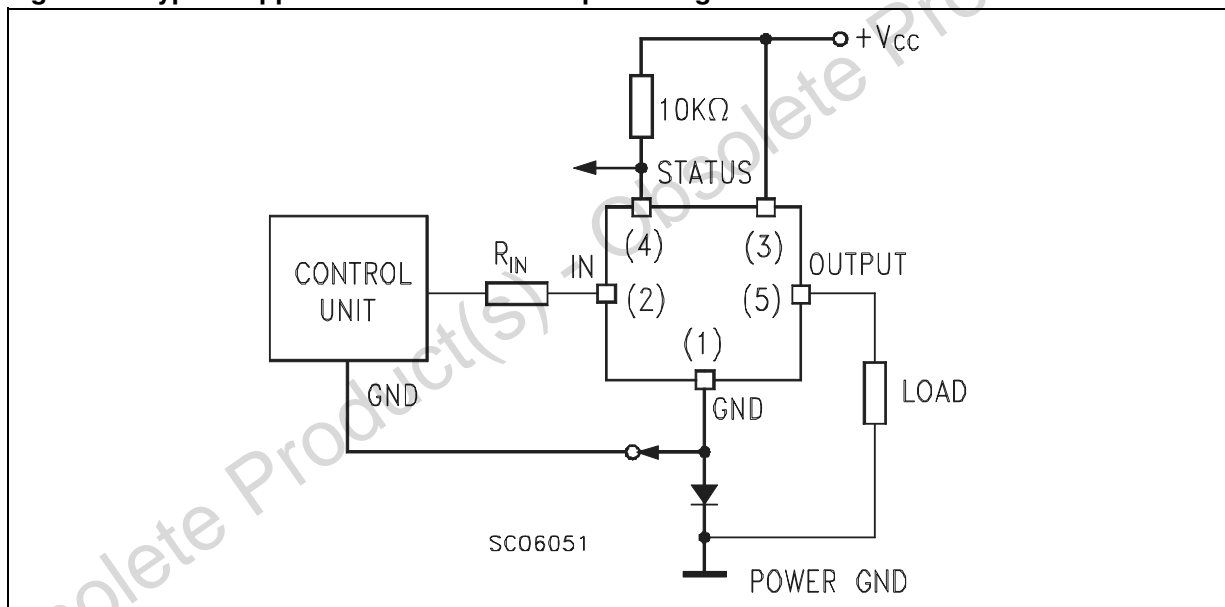 +VCC
10KΩ
STATUS
(4)
(3)
OUTPUT
CONTROL
UNIT
RIN
IN
(2)
(5)
(1)
GND
GND
LOAD
SC06051
POWER GND
Obsolete Product(s) - Obsolete Pro